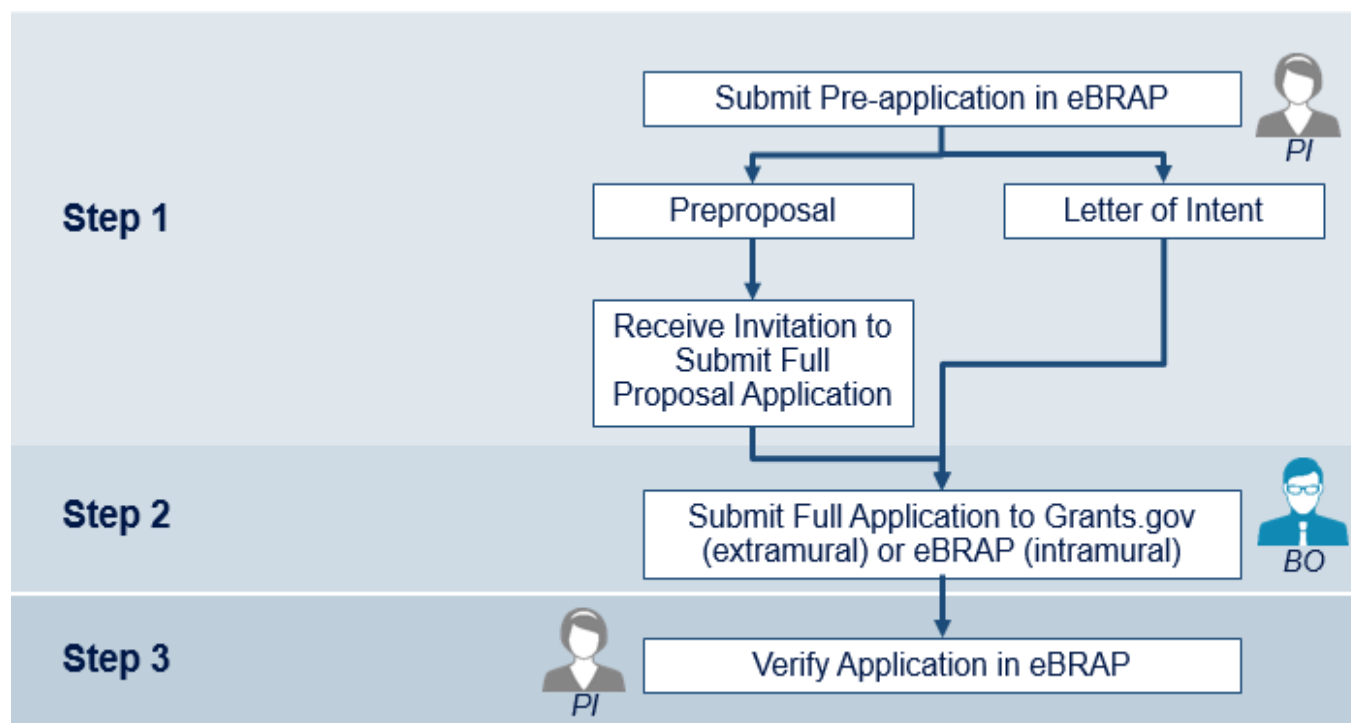 Submit Pre-application in eBRAP
PI
Step 1
Preproposal
Letter of Intent
Receive Invitation to
Submit Full
Proposal Application
Step 2
Submit Full Application to Grants.gov
(extramural) or eBRAP (intramural)
BO
Step 3
PI
Verify Application in eBRAP